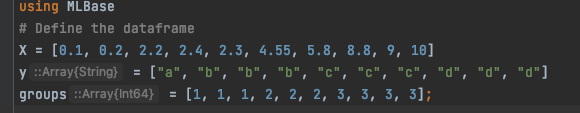 using MLBase
# Define the dataframe
X = [0.1, 0.2, 2.2, 2.4, 2.3, 4.55, 5.8, 8.8, 9, 10]
y ::Array{String} = ["a", "b", "b", "b", "c", "c", "c", "d", "d", "d"]
groups ::Array{Int64} = [1, 1, 1, 2, 2, 2, 3, 3, 3, 3];